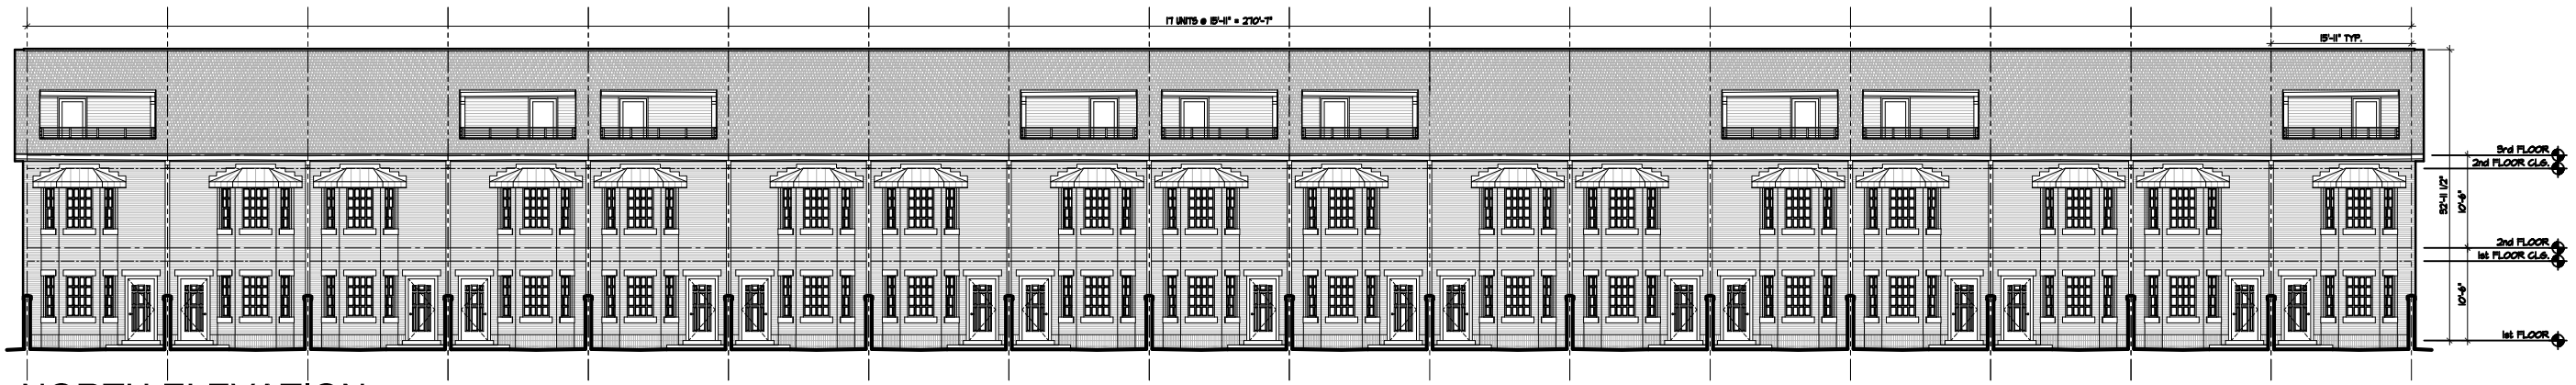 17 UNITS @ 15'-11" = 270'-7"
15'-11" TYP.
3rd FLOOR
2nd FLOOR CLG.
32'-11 1/2"
10'-6"
2nd FLOOR
1st FLOOR CLG.
10'-6"
1st FLOOR
NORTH ELEVATION